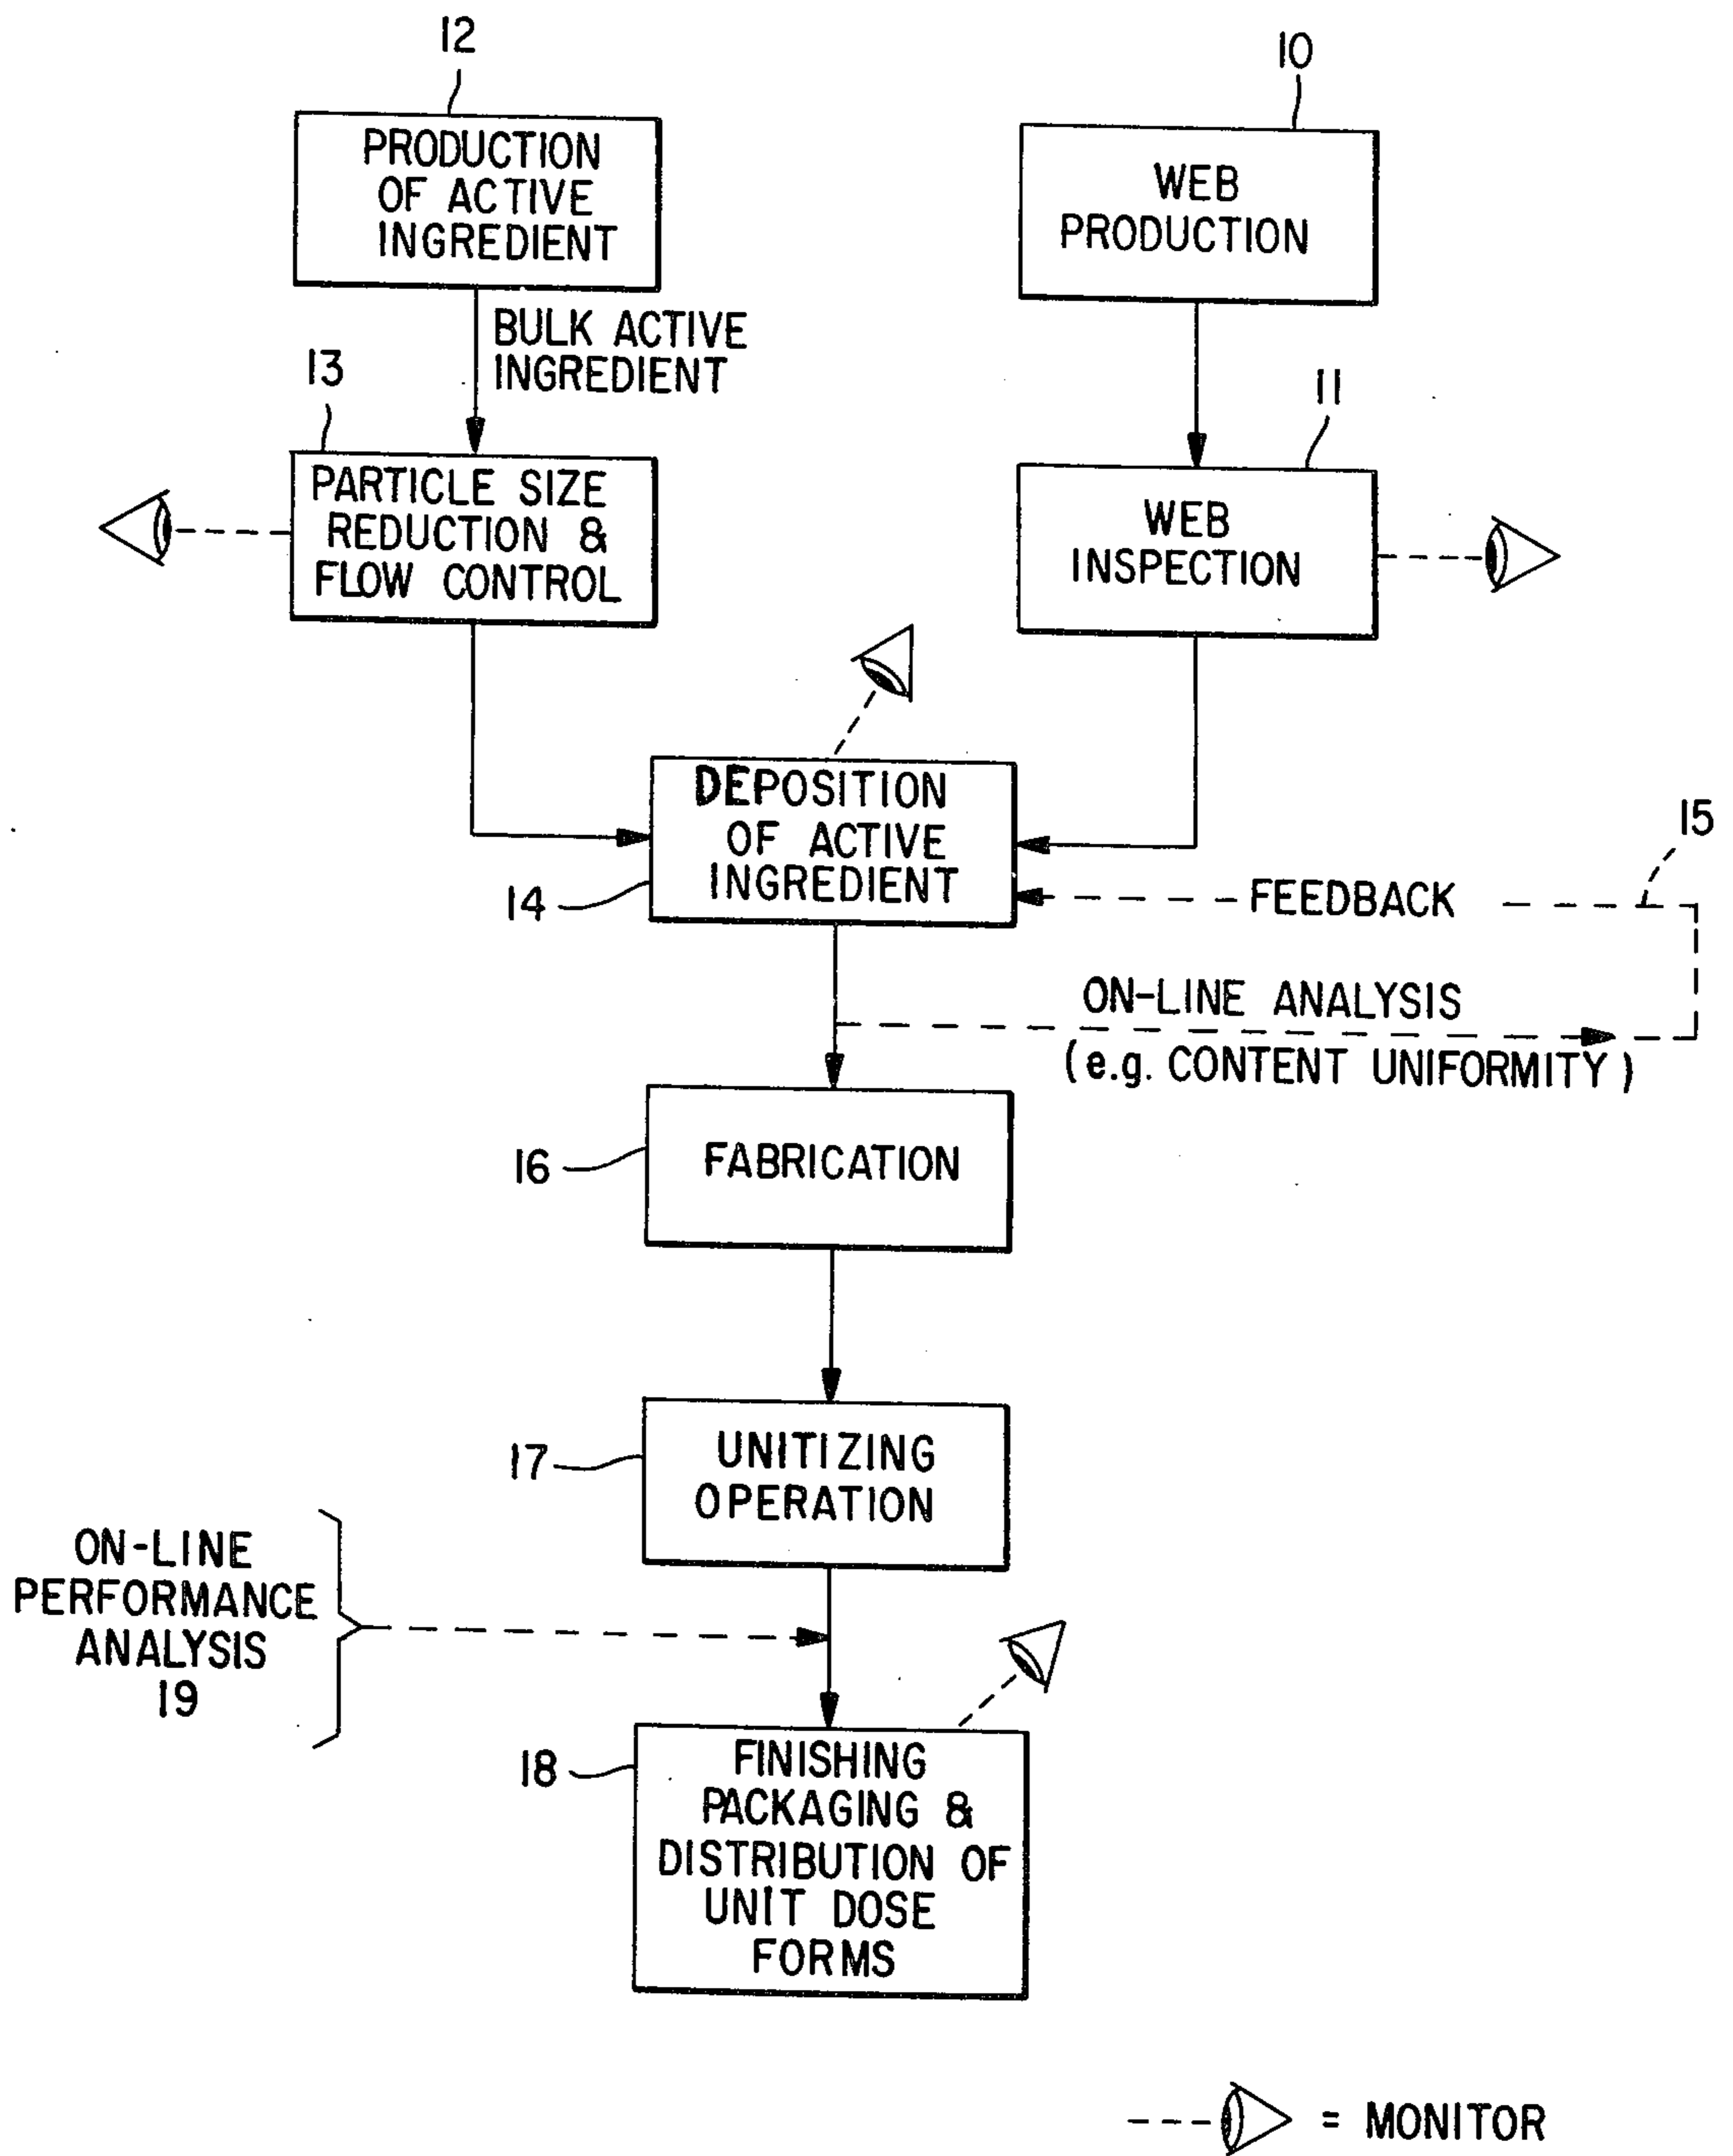 12
10
PRODUCTION
OF ACTIVE
INGREDIENT
WEB
PRODUCTION
BULK ACTIVE
INGREDIENT
13
11
PARTICLE SIZE
REDUCTION &
FLOW CONTROL
WEB
INSPECTION
DEPOSITION
OF ACTIVE
INGREDIENT
14
15
FEEDBACK
ON-LINE ANALYSIS
(e.g. CONTENT UNIFORMITY)
16
FABRICATION
17
UNITIZING
OPERATION
ON-LINE
PERFORMANCE
ANALYSIS
19
18
FINISHING
PACKAGING &
DISTRIBUTION OF
UNIT DOSE
FORMS
= MONITOR